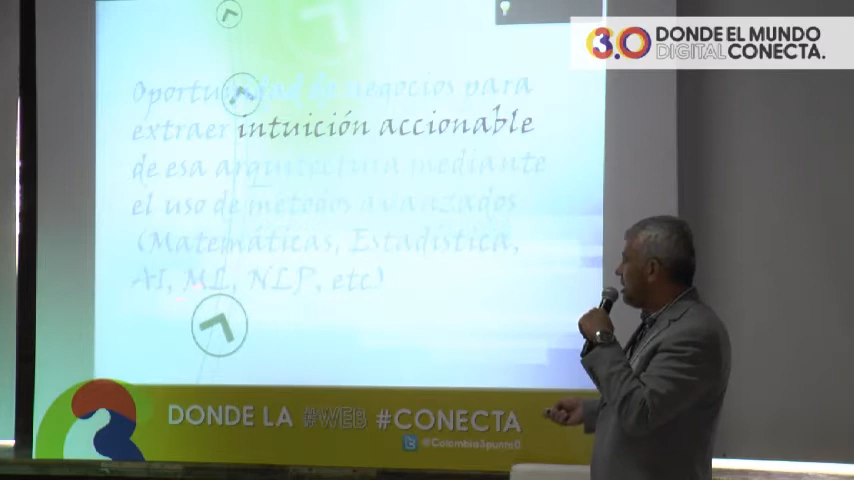 3.0 DONDE EL MUNDO
DIGITAL CONECTA.
Oportunidad de negocios para
extraer intuición accionable
de esa arquitectura mediante
el uso de métodos avanzados
(Matemáticas, Estadística,
AI, ML, NLP, etc)
DONDE LA #WEB #CONECTA
@Colombia3punto0